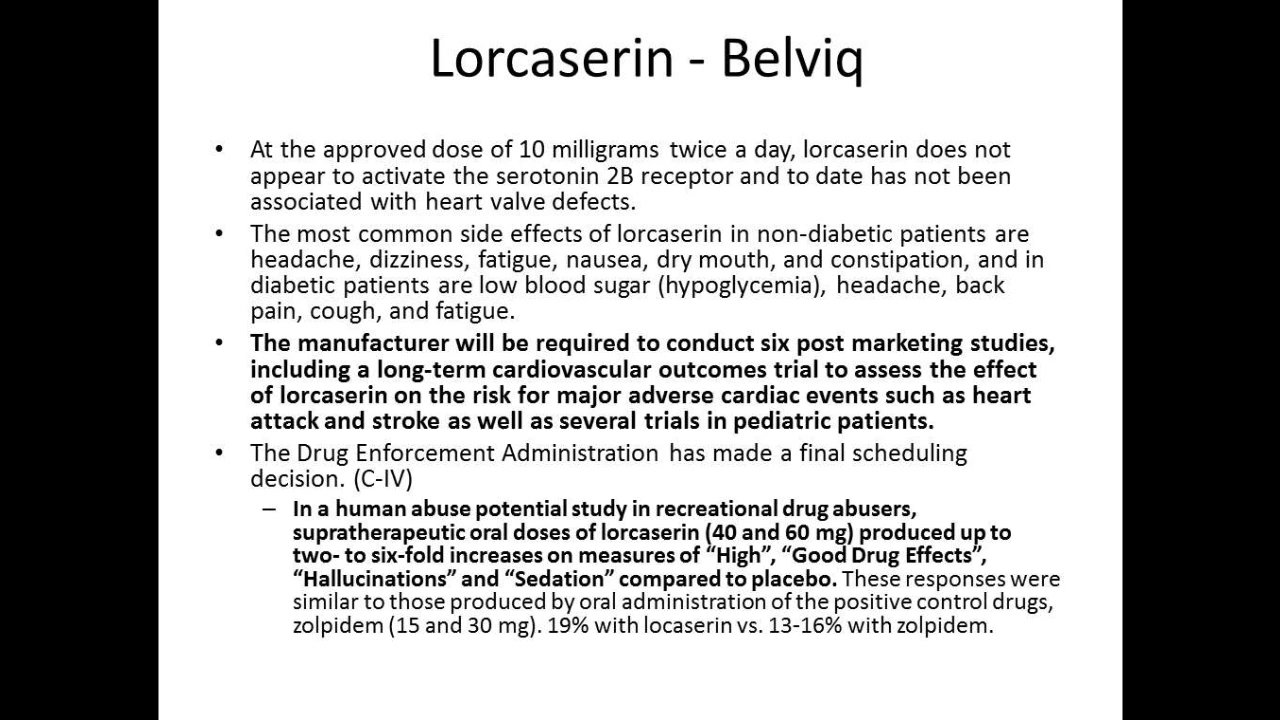 Lorcaserin - Belviq
• At the approved dose of 10 milligrams twice a day, lorcaserin does not
appear to activate the serotonin 2B receptor and to date has not been
associated with heart valve defects.
• The most common side effects of lorcaserin in non-diabetic patients are
headache, dizziness, fatigue, nausea, dry mouth, and constipation, and in
diabetic patients are low blood sugar (hypoglycemia), headache, back
pain, cough, and fatigue.
• The manufacturer will be required to conduct six post marketing studies,
including a long-term cardiovascular outcomes trial to assess the effect
of lorcaserin on the risk for major adverse cardiac events such as heart
attack and stroke as well as several trials in pediatric patients.
• The Drug Enforcement Administration has made a final scheduling
decision. (C-IV)
– In a human abuse potential study in recreational drug abusers,
supratherapeutic oral doses of lorcaserin (40 and 60 mg) produced up to
two- to six-fold increases on measures of “High”, “Good Drug Effects”,
“Hallucinations” and “Sedation” compared to placebo. These responses were
similar to those produced by oral administration of the positive control drugs,
zolpidem (15 and 30 mg). 19% with locaserin vs. 13-16% with zolpidem.